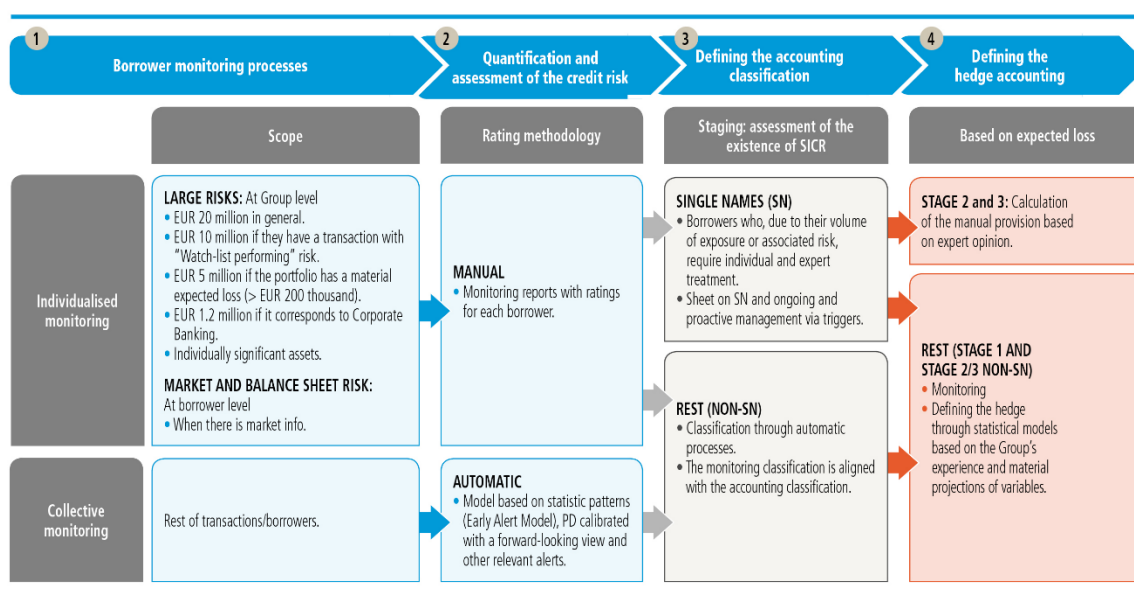 1
Borrower monitoring processes
2
Quantification and
assessment of the credit risk
3
Defining the accounting
classification
4
Defining the
hedge accounting
Scope
Rating methodology
Staging: assessment of the
existence of SICR
Based on expected loss
Individualised
monitoring
LARGE RISKS: At Group level
• EUR 20 million in general.
• EUR 10 million if they have a transaction with
“Watch-list performing” risk.
• EUR 5 million if the portfolio has a material
expected loss (> EUR 200 thousand).
• EUR 1.2 million if it corresponds to Corporate
Banking.
• Individually significant assets.
MARKET AND BALANCE SHEET RISK:
At borrower level
• When there is market info.
MANUAL
• Monitoring reports with ratings
for each borrower.
SINGLE NAMES (SN)
• Borrowers who, due to their volume
of exposure or associated risk,
require individual and expert
treatment.
• Sheet on SN and ongoing and
proactive management via triggers.
STAGE 2 and 3: Calculation
of the manual provision based
on expert opinion.
REST (NON-SN)
• Classification through automatic
processes.
• The monitoring classification is aligned
with the accounting classification.
REST (STAGE 1 AND
STAGE 2/3 NON-SN)
• Monitoring
• Defining the hedge
through statistical models
based on the Group’s
experience and material
projections of variables.
Collective
monitoring
Rest of transactions/borrowers.
AUTOMATIC
• Model based on statistic patterns
(Early Alert Model), PD calibrated
with a forward-looking view and
other relevant alerts.